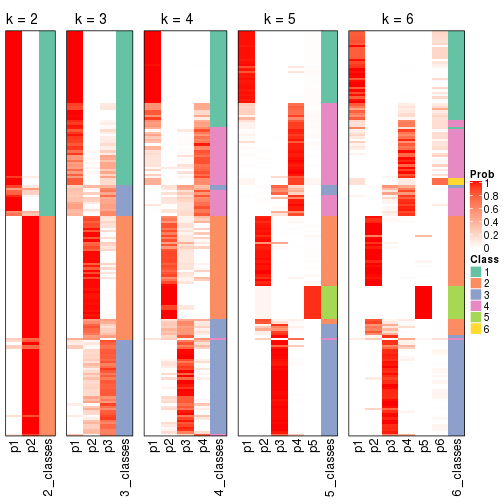 k = 2
k = 3
k = 4
k = 5
k = 6
p1
p2
2_classes
p1
p2
p3
3_classes
p1
p2
p3
p4
4_classes
p1
p2
p3
p4
p5
5_classes
p1
p2
p3
p4
p5
p6
6_classes
Prob
1
0.8
0.6
0.4
0.2
0
Class
1
2
3
4
5
6